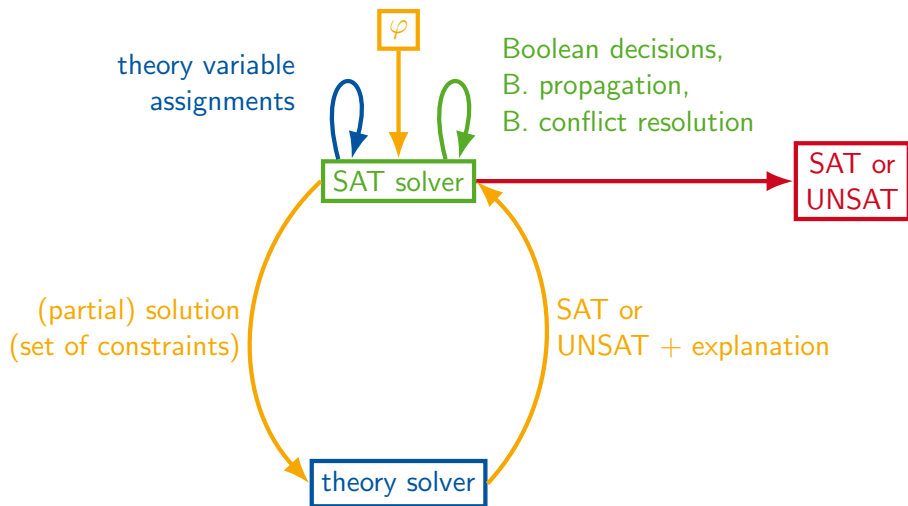 φ
theory variable
assignments
Boolean decisions,
B. propagation,
B. conflict resolution
SAT solver
SAT or
UNSAT
(partial) solution
(set of constraints)
SAT or
UNSAT + explanation
theory solver